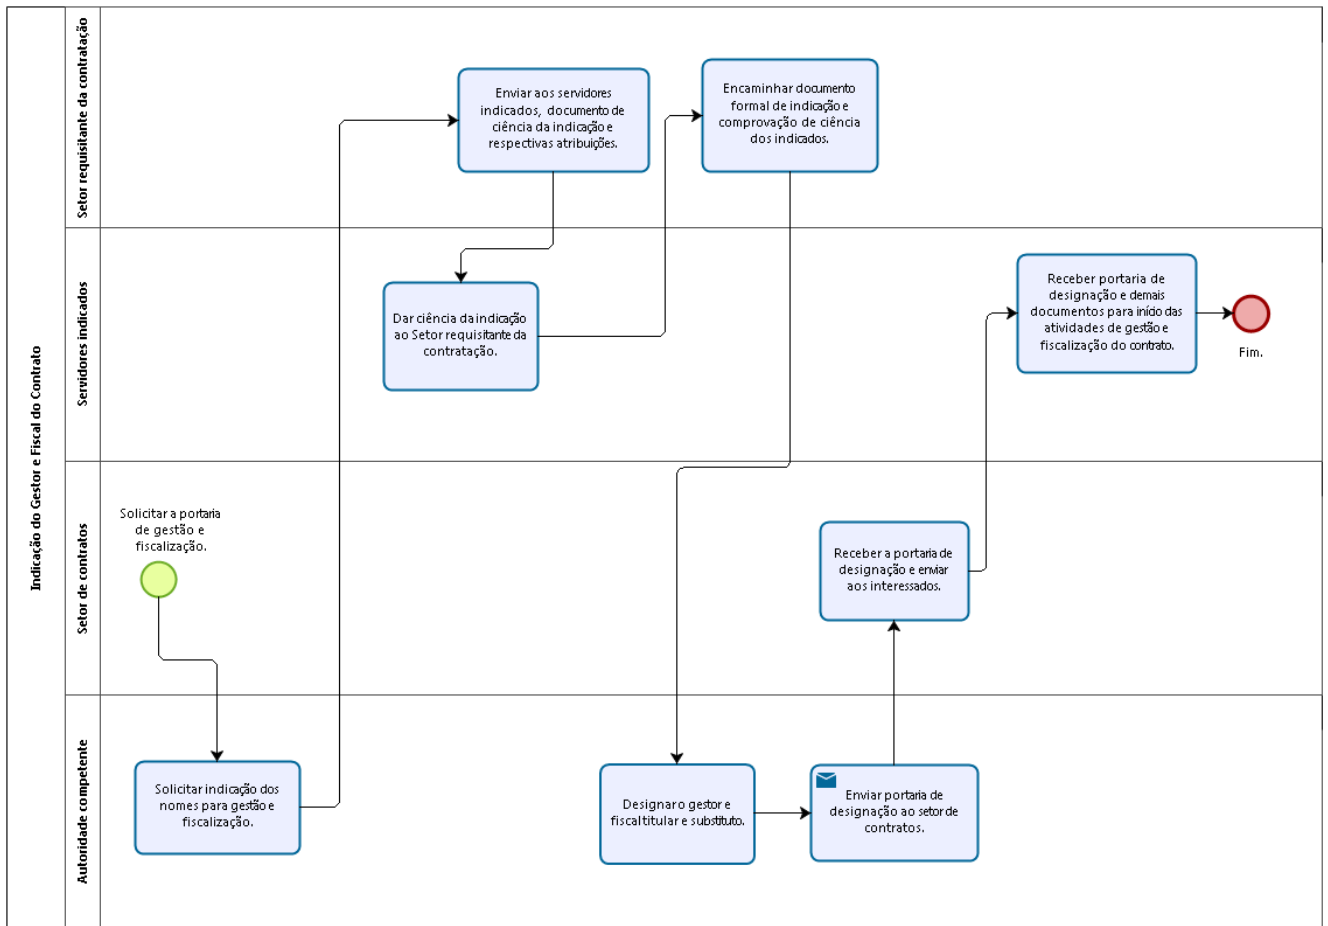 Indicação do Gestor e Fiscal do Contrato
Setor requisitante da contratação
Enviar aos servidores
indicados, documento de
ciência da indicação e
respectivas atribuições.
Encaminhar documento
formal de indicação e
comprovação de ciência
dos indicados.
Servidores indicados
Dar ciência da indicação
ao Setor requisitante da
contratação.
Receber portaria de
designação e demais
documentos para início das
atividades de gestão e
fiscalização do contrato.
Fim.
Setor de contratos
Solicitar a portaria
de gestão e
fiscalização.
Receber a portaria de
designação e enviar
aos interessados.
Autoridade competente
Solicitar indicação dos
nomes para gestão e
fiscalização.
Designar o gestor e
fiscal titular e substituto.
Enviar portaria de
designação ao setor de
contratos.